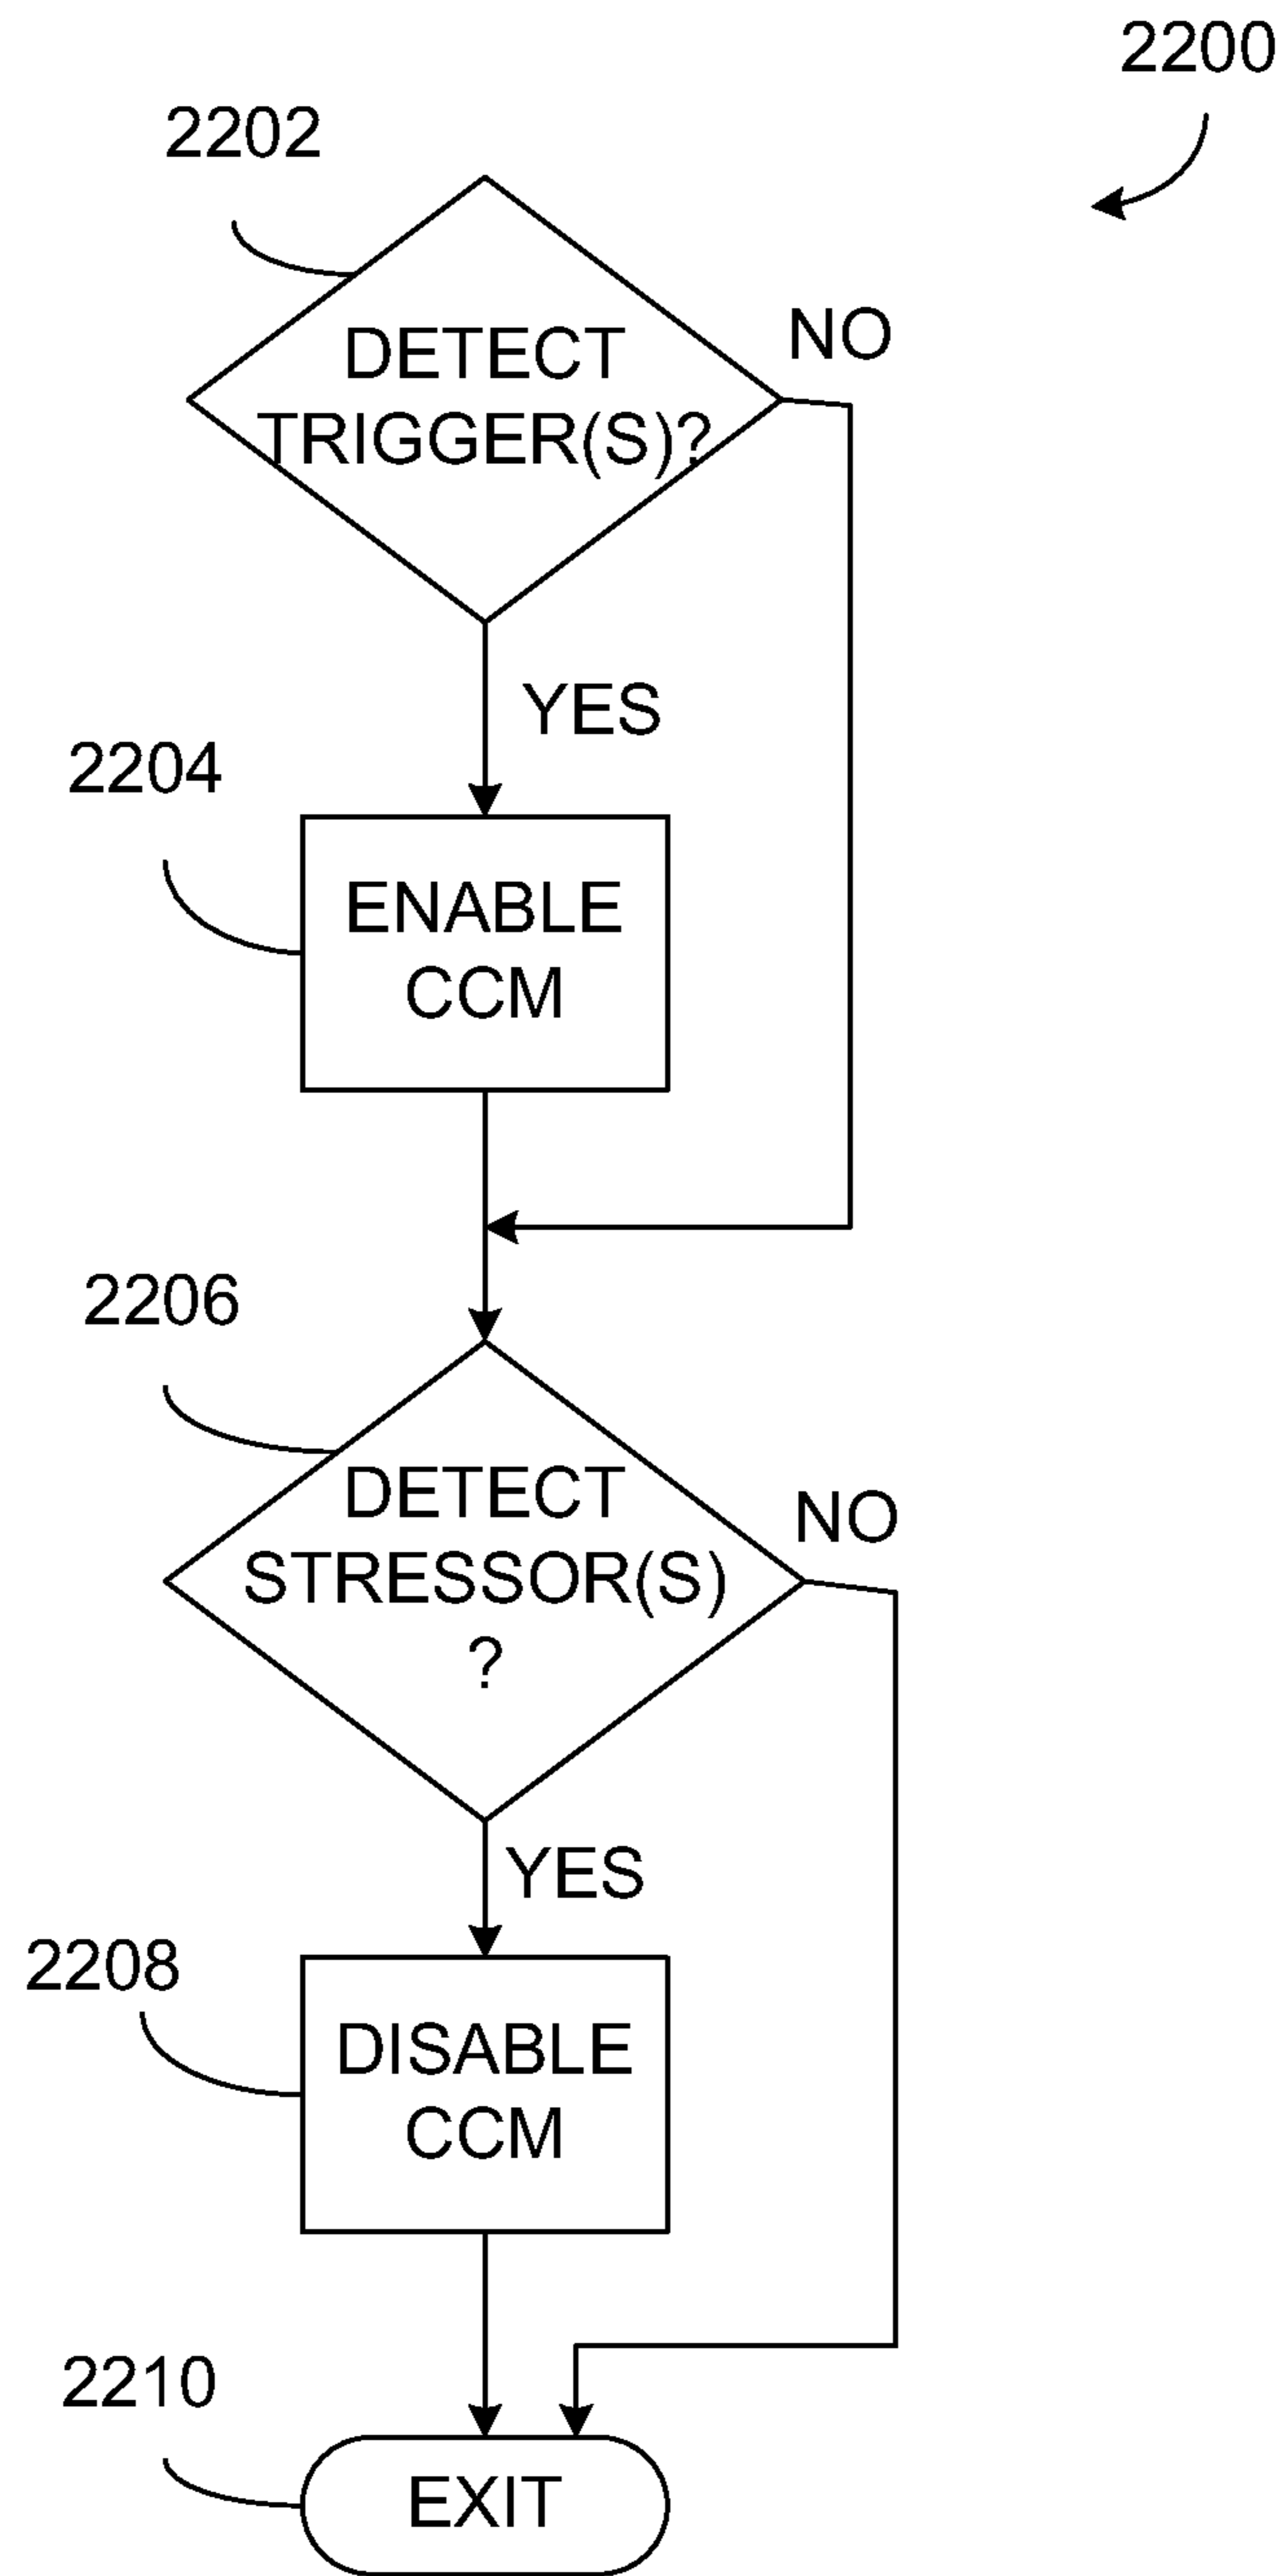 2200
2202
DETECT
TRIGGER(S)?
NO
YES
2204
ENABLE
CCM
2206
DETECT
STRESSOR(S)
?
NO
YES
2208
DISABLE
CCM
2210
EXIT